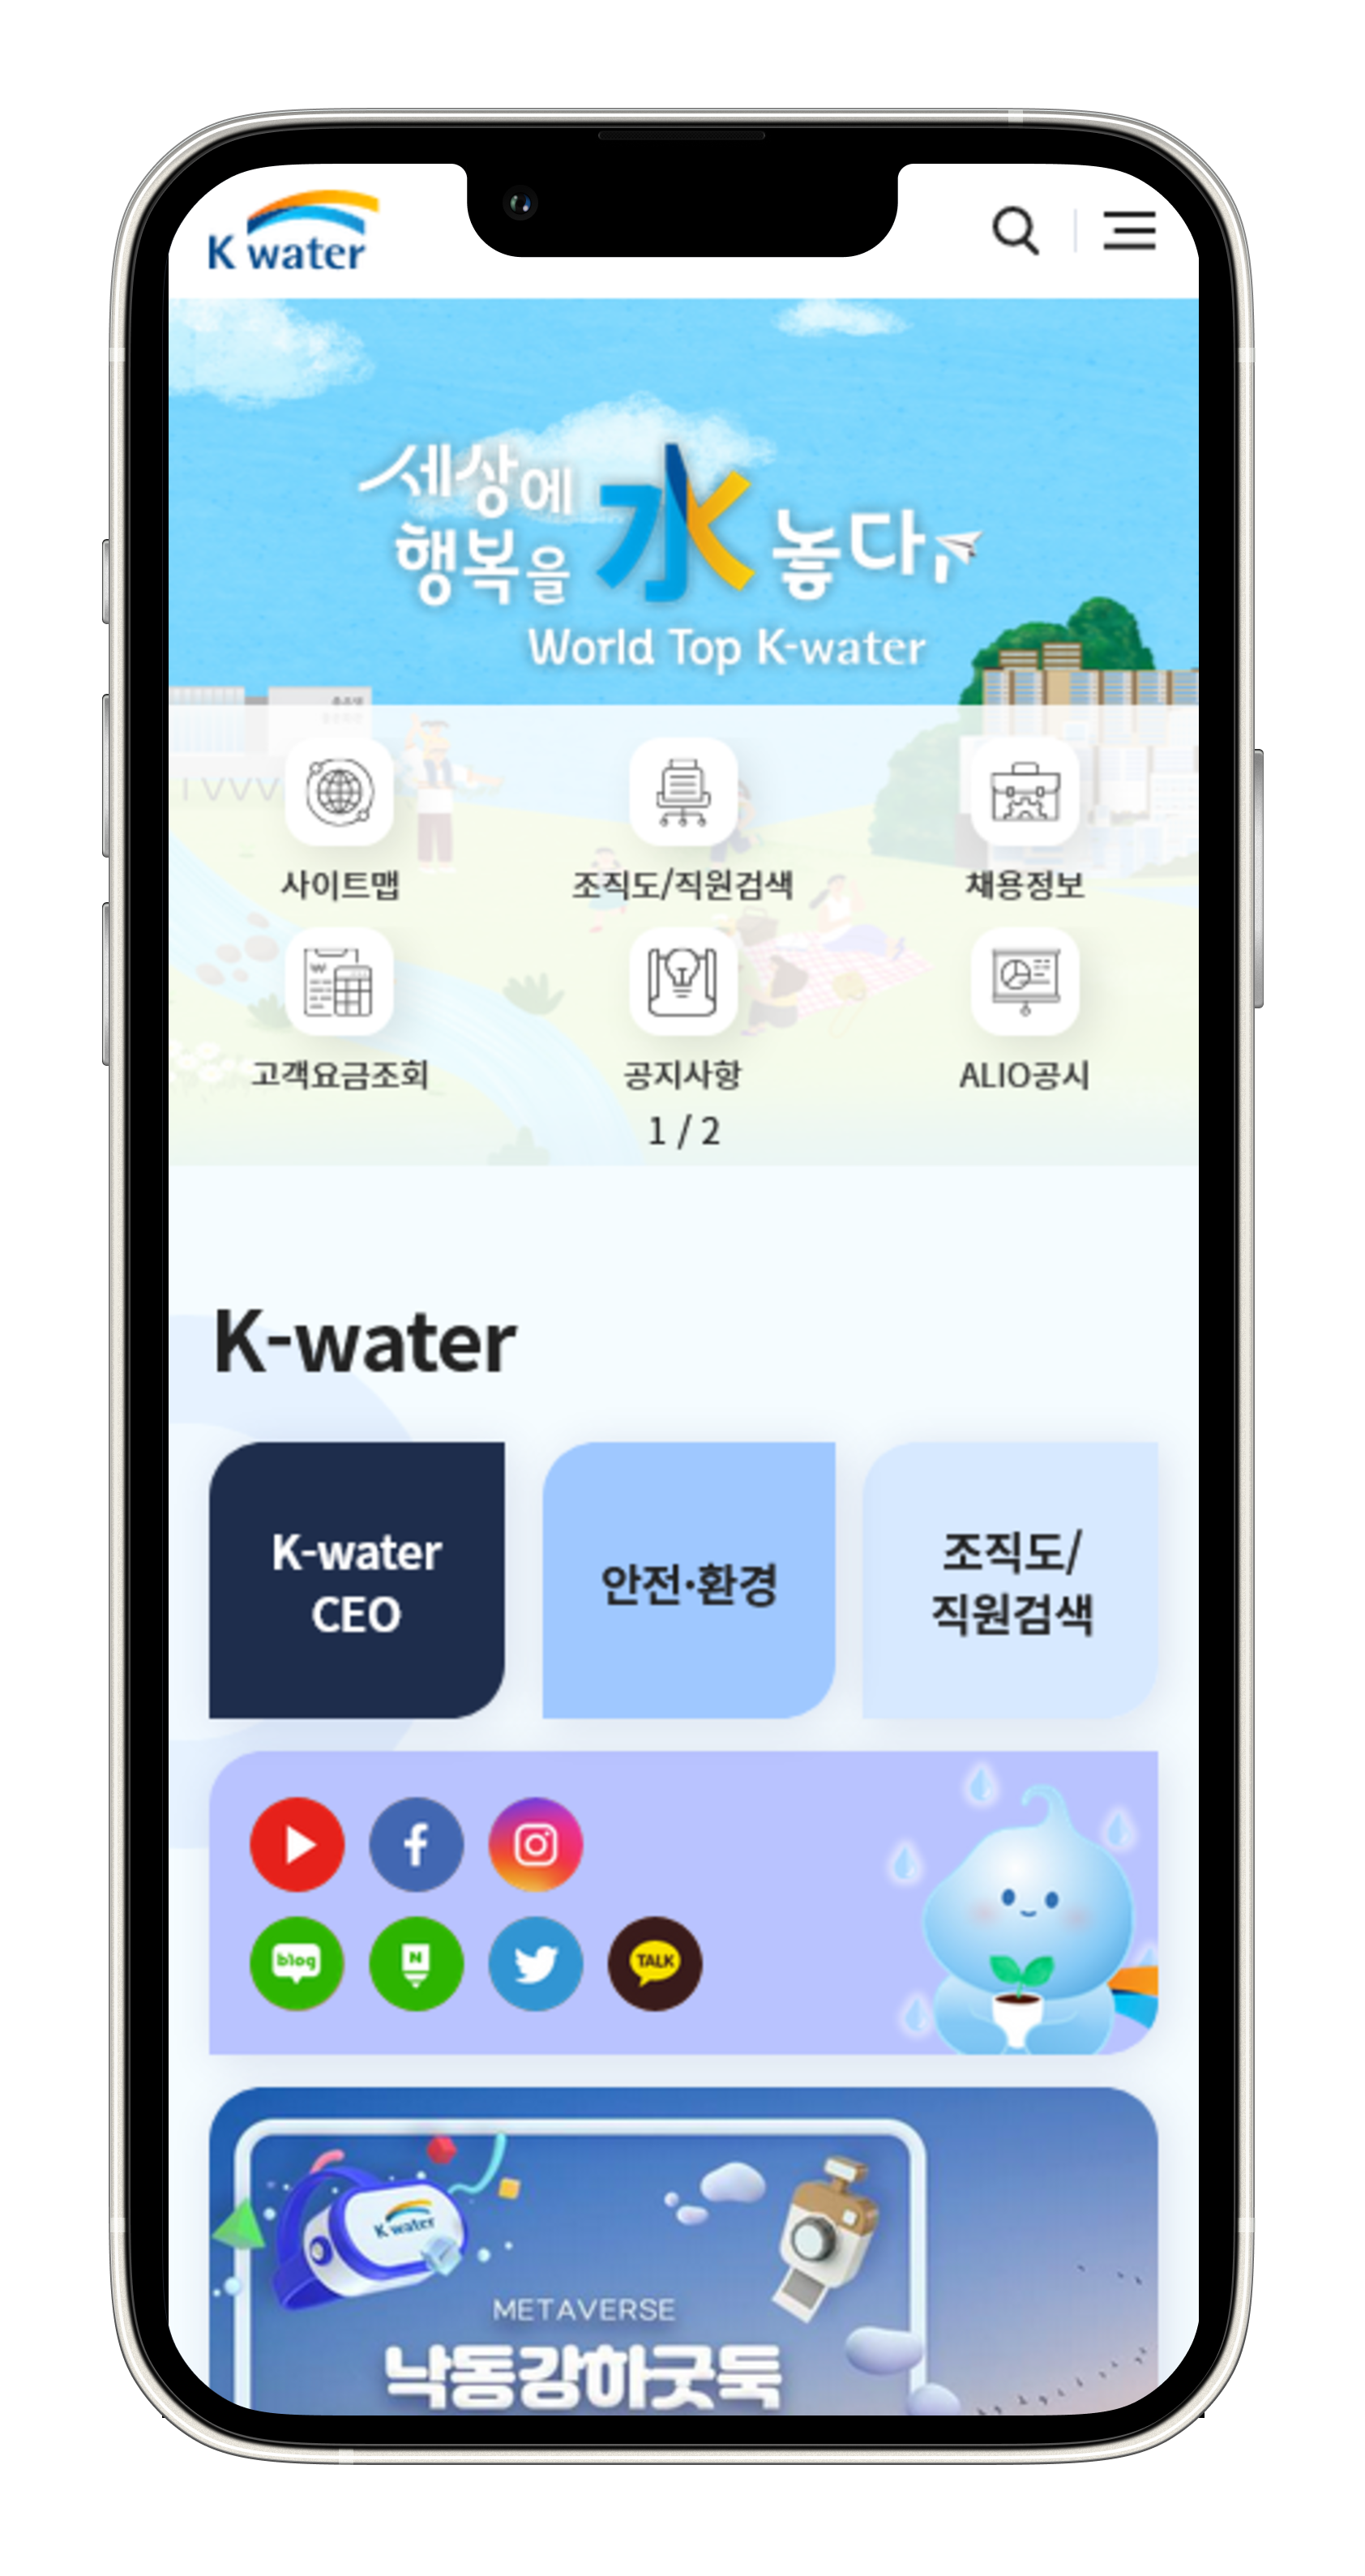 K water
세상에
행복을 水 놓다,
World Top K-water
사이트맵
조직도/직원검색
채용정보
고객요금조회
공지사항
ALIO공시
1 / 2
K-water
K-water
CEO
안전·환경
조직도/
직원검색
blog
N
TALK
K water
METAVERSE
낙동강하굿둑